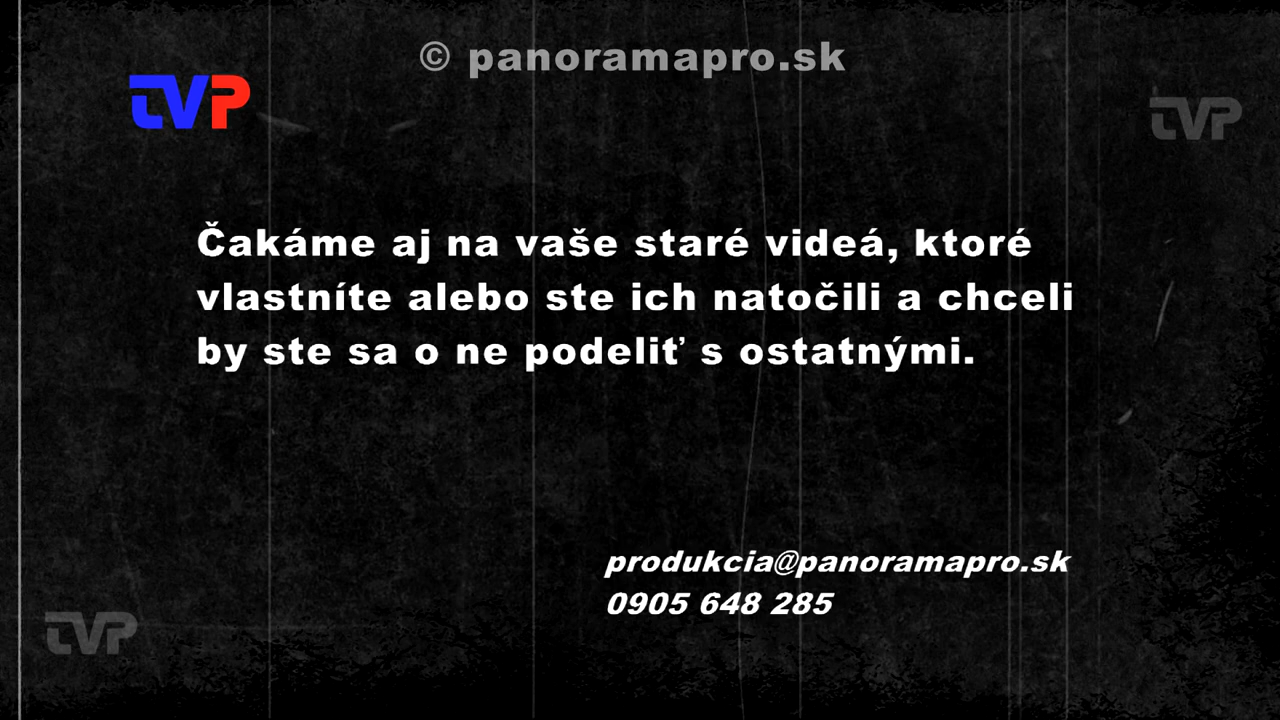 © panoramapro.sk
TVP
TVP
Čakáme aj na vaše staré videá, ktoré
vlastníte alebo ste ich natočili a chceli
by ste sa o ne podeliť s ostatnými.
produkcia@panoramapro.sk
0905 648 285
TVP